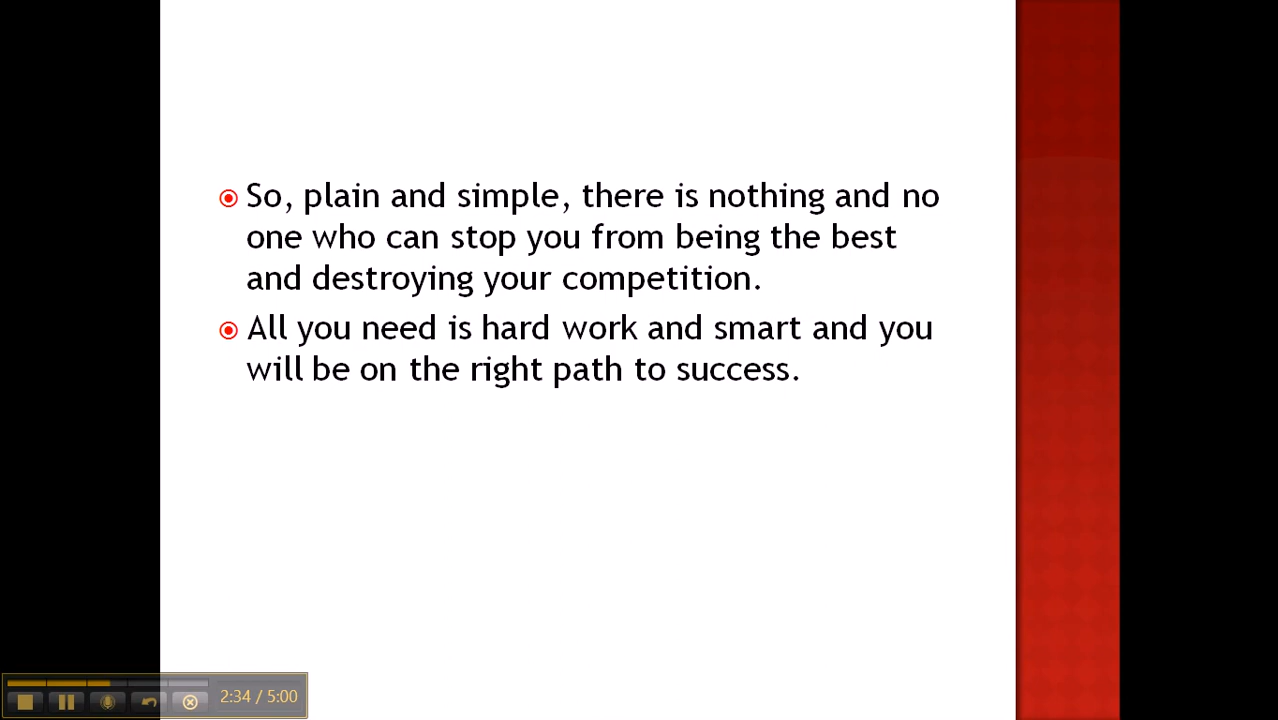 So, plain and simple, there is nothing and no
one who can stop you from being the best
and destroying your competition.
All you need is hard work and smart and you
will be on the right path to success.
2:34 / 5:00